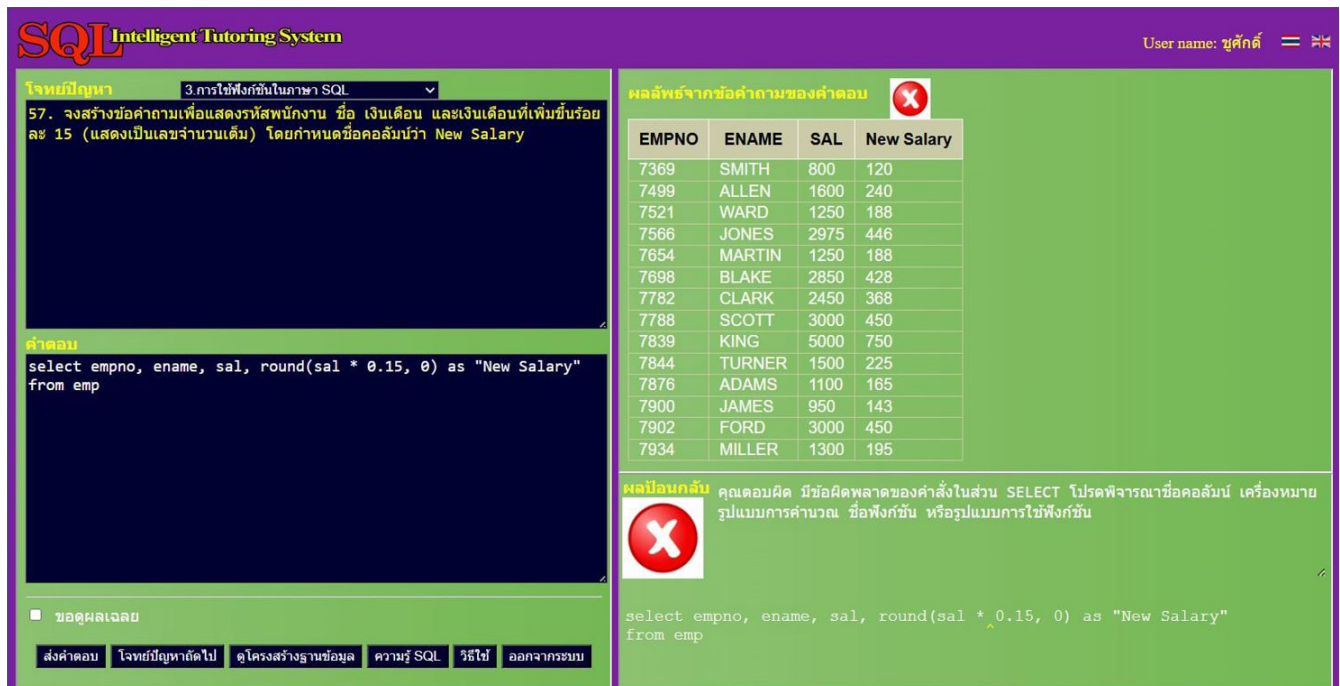 SQL Intelligent Tutoring System
User name: ชูศักดิ์
โจทย์ปัญหา 3.การใช้ฟังก์ชันในภาษา SQL
57. จงสร้างข้อคำถามเพื่อแสดงรหัสพนักงาน ชื่อ เงินเดือน และเงินเดือนที่เพิ่มขึ้นร้อย
ละ 15 (แสดงเป็นเลขจำนวนเต็ม) โดยกำหนดชื่อคอลัมน์ว่า New Salary
คำตอบ
select empno, ename, sal, round(sal * 0.15, 0) as "New Salary"
from emp
ขอดูผลเฉลย
ส่งคำตอบ โจทย์ปัญหาถัดไป ดูโครงสร้างฐานข้อมูล ความรู้ SQL วิธีใช้ ออกจากระบบ
ผลลัพธ์จากข้อคำถามของคำตอบ
EMPNO ENAME SAL New Salary
7369 SMITH 800 120
7499 ALLEN 1600 240
7521 WARD 1250 188
7566 JONES 2975 446
7654 MARTIN 1250 188
7698 BLAKE 2850 428
7782 CLARK 2450 368
7788 SCOTT 3000 450
7839 KING 5000 750
7844 TURNER 1500 225
7876 ADAMS 1100 165
7900 JAMES 950 143
7902 FORD 3000 450
7934 MILLER 1300 195
ผลป้อนกลับ คุณตอบผิด มีข้อผิดพลาดของคำสั่งในส่วน SELECT โปรดพิจารณาชื่อคอลัมน์ เครื่องหมาย
รูปแบบการคำนวณ ชื่อฟังก์ชัน หรือรูปแบบการใช้ฟังก์ชัน
select empno, ename, sal, round(sal *^0.15, 0) as "New Salary"
from emp